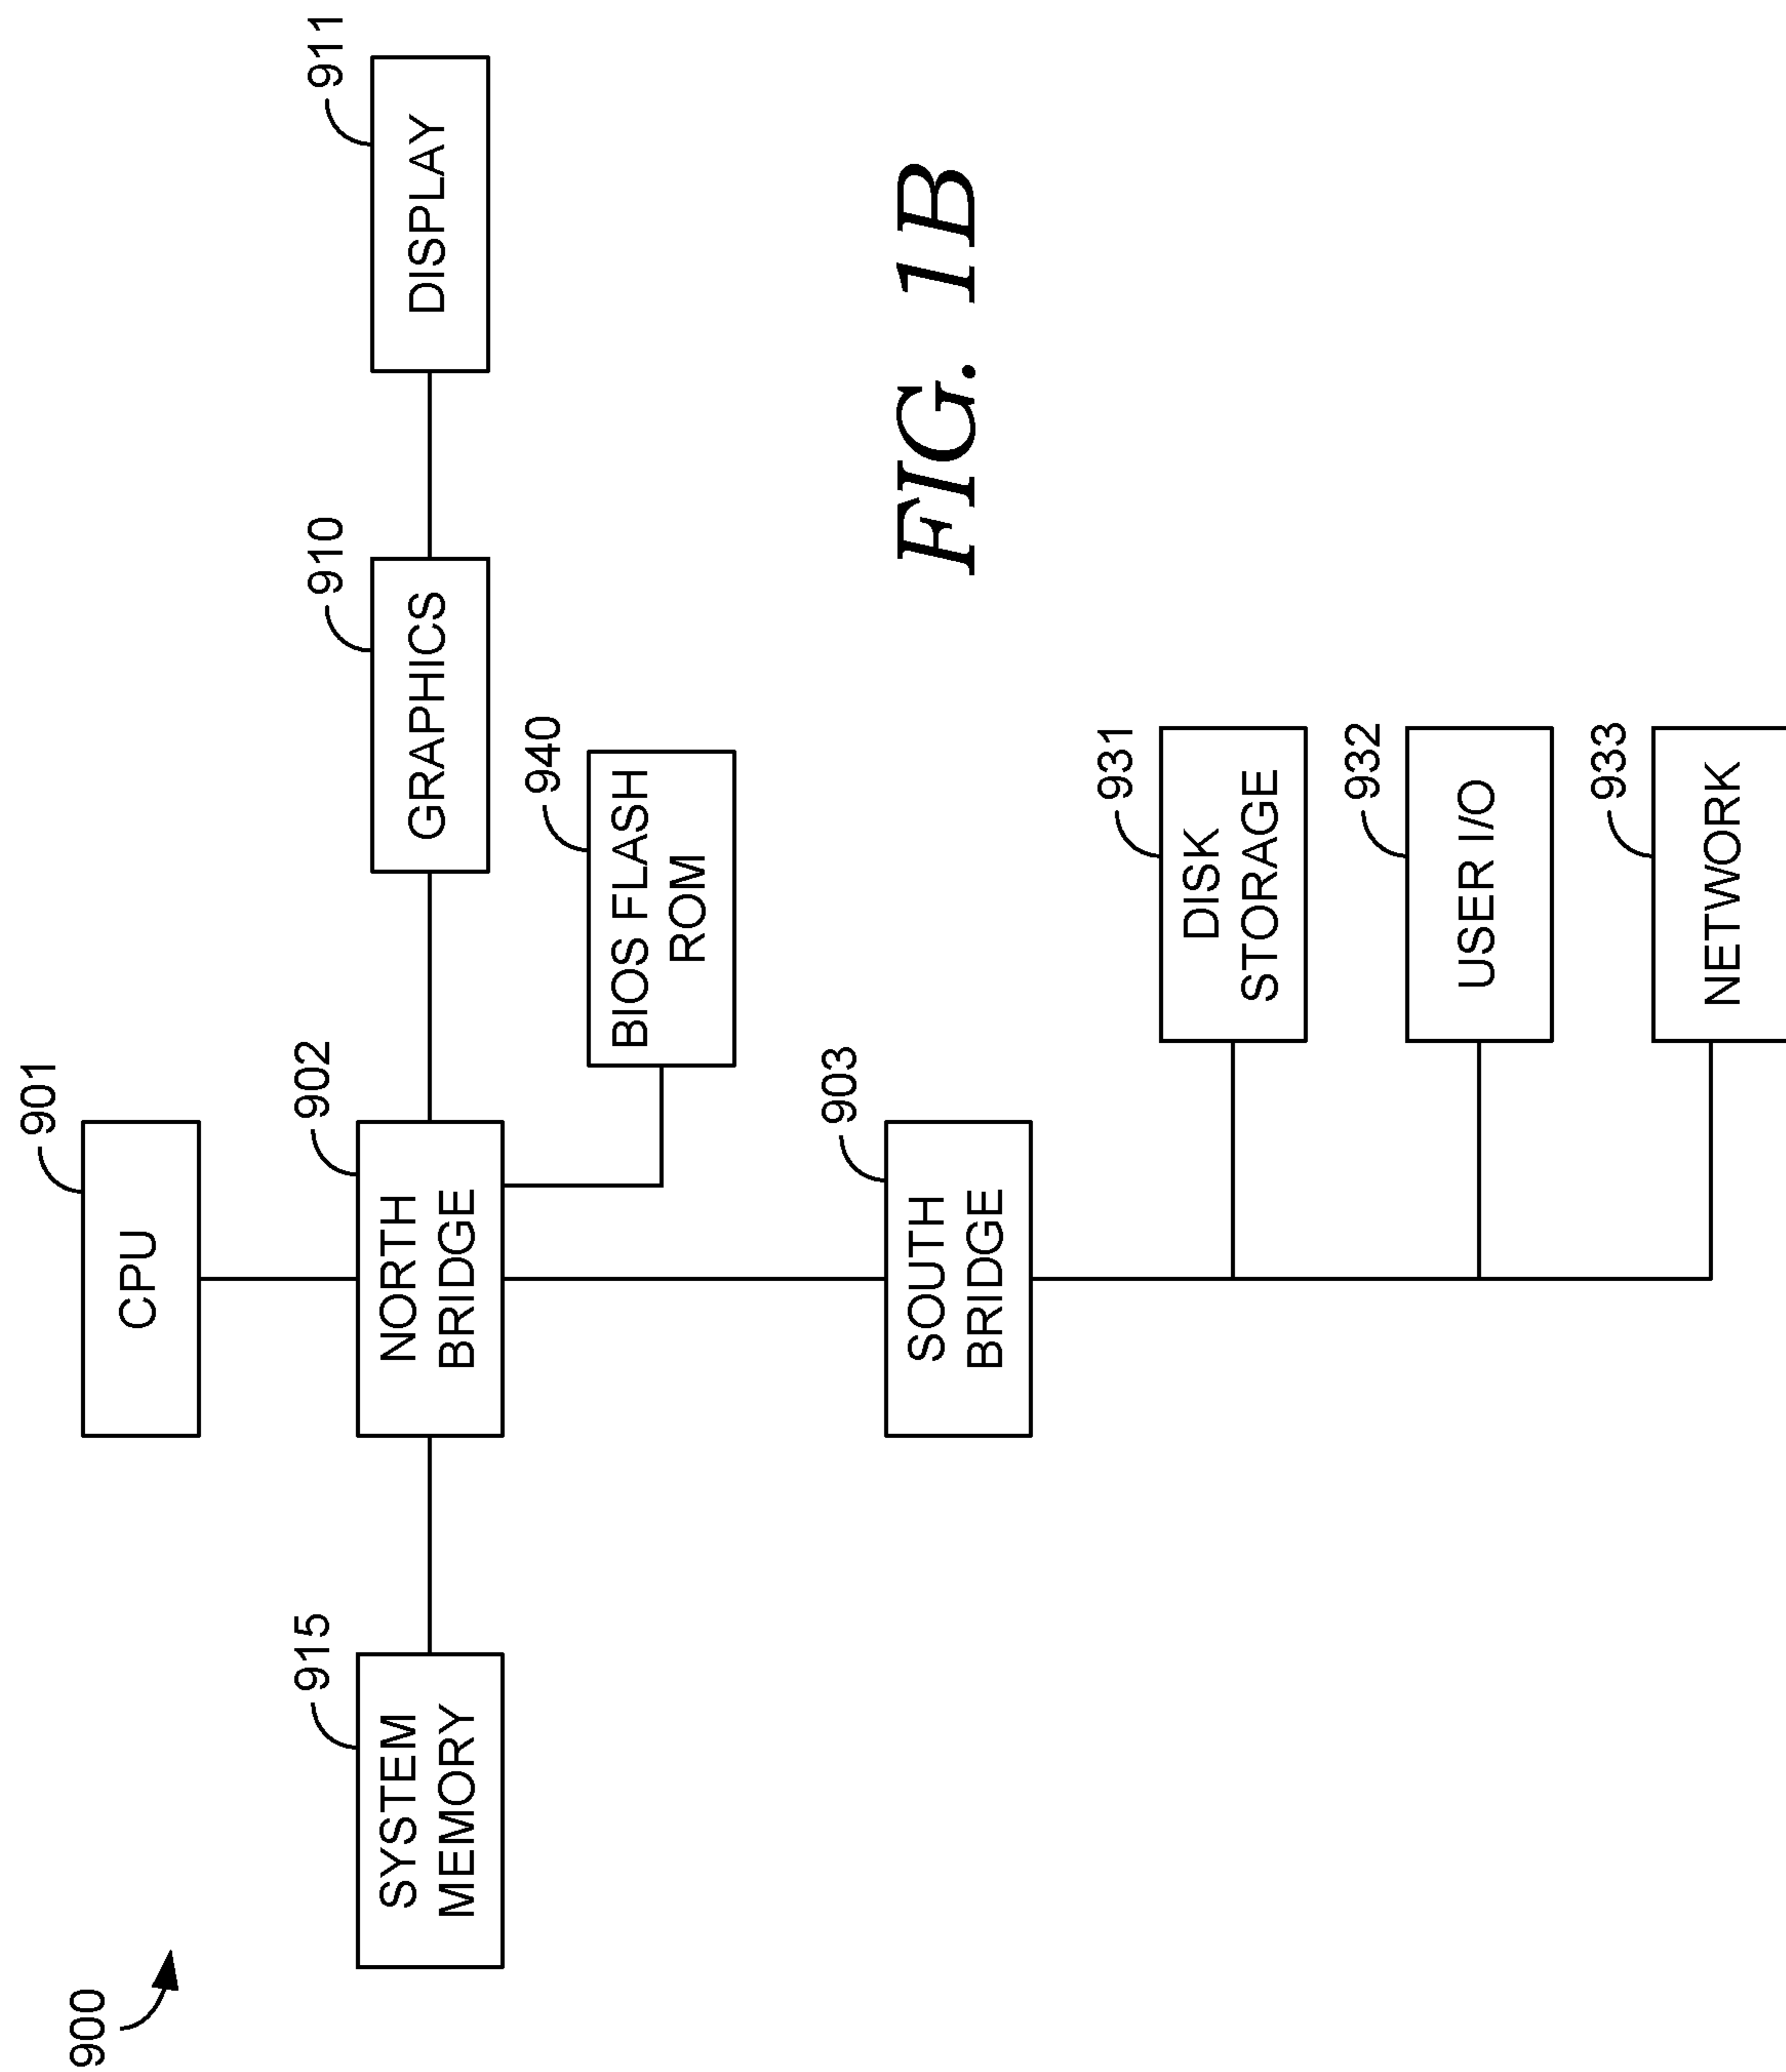 900
901
CPU
915
SYSTEM
MEMORY
902
NORTH
BRIDGE
910
GRAPHICS
911
DISPLAY
940
BIOS FLASH
ROM
903
SOUTH
BRIDGE
931
DISK
STORAGE
932
USER I/O
933
NETWORK
FIG. 1B